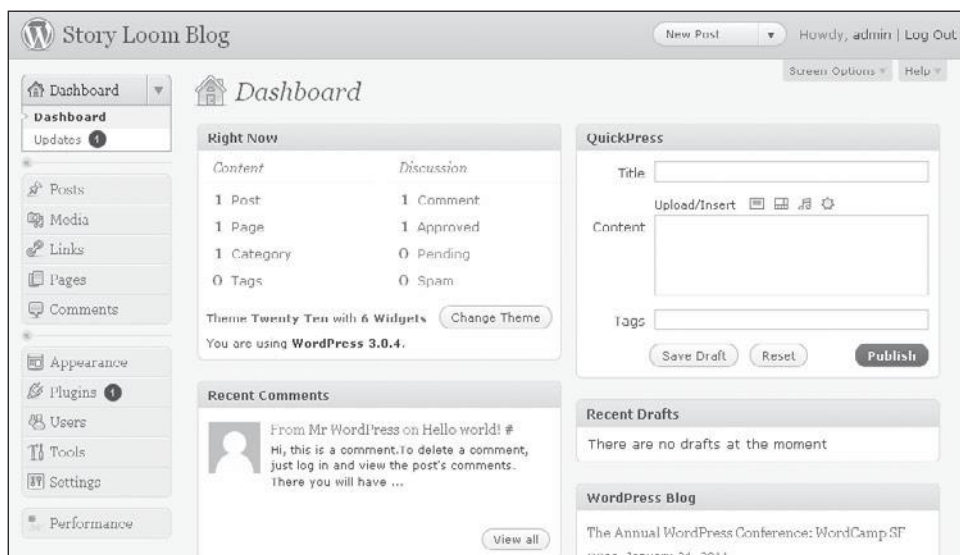 Story Loom Blog
New Post
Howdy, admin | Log Out
Screen Options
Help
Dashboard
Dashboard
Updates 1
Posts
Media
Links
Pages
Comments
Appearance
Plugins 1
Users
Tools
Settings
Performance
Dashboard
Right Now
Content
Discussion
1 Post
1 Comment
1 Page
1 Approved
1 Category
0 Pending
0 Tags
0 Spam
Theme Twenty Ten with 6 Widgets
Change Theme
You are using WordPress 3.0.4.
Recent Comments
From Mr WordPress on Hello world! #
Hi, this is a comment.To delete a comment,
just log in and view the post's comments.
There you will have ...
View all
QuickPress
Title
Upload/Insert
Content
Tags
Save Draft
Reset
Publish
Recent Drafts
There are no drafts at the moment
WordPress Blog
The Annual WordPress Conference: WordCamp SF